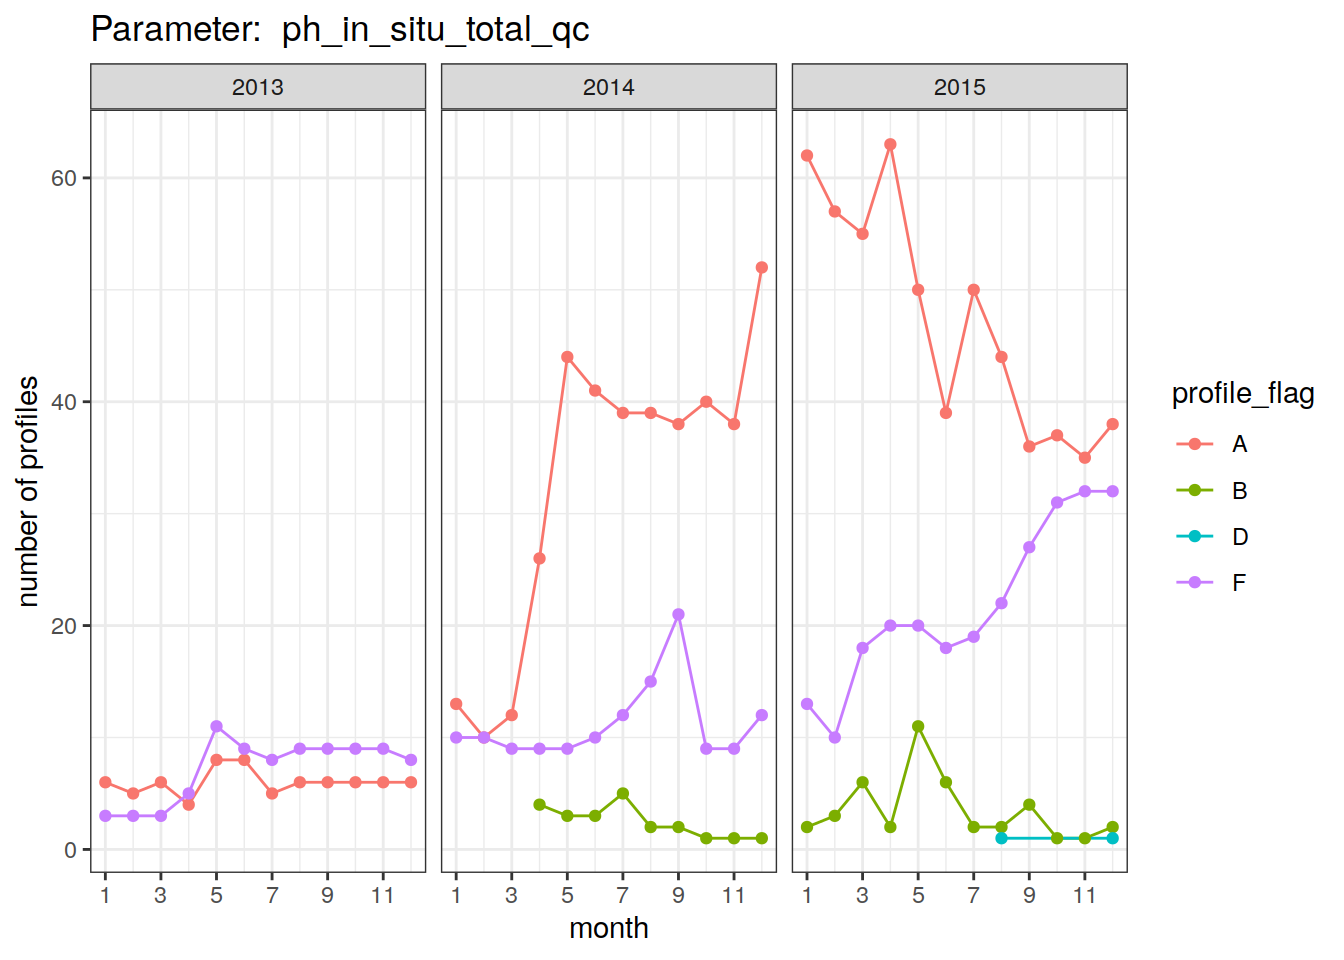 Parameter:  ph_in_situ_total_qc
2013 2014 2015
60
40
20
0
number of profiles
1 3 5 7 9 11 1 3 5 7 9 11 1 3 5 7 9 11
month
profile_flag
A
B
D
F